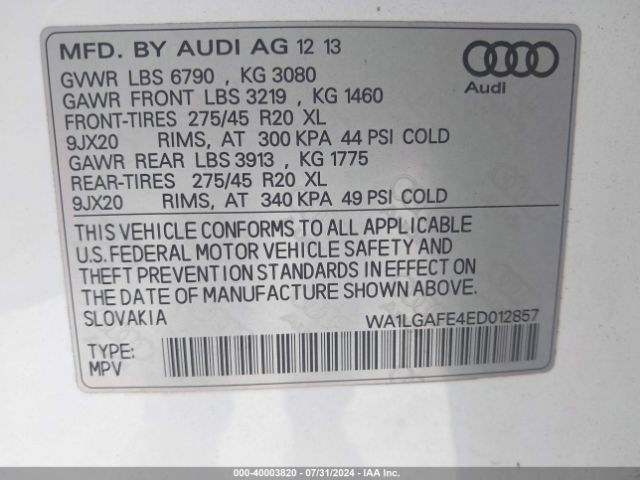 MFD. BY AUDI AG 12 13
GVWR LBS 6790 , KG 3080
GAWR FRONT LBS 3219 , KG 1460
FRONT-TIRES 275/45 R20 XL
9JX20 RIMS, AT 300 KPA 44 PSI COLD
GAWR REAR LBS 3913 , KG 1775
REAR-TIRES 275/45 R20 XL
9JX20 RIMS, AT 340 KPA 49 PSI COLD
Audi
THIS VEHICLE CONFORMS TO ALL APPLICABLE
U.S. FEDERAL MOTOR VEHICLE SAFETY AND
THEFT PREVENTION STANDARDS IN EFFECT ON
THE DATE OF MANUFACTURE SHOWN ABOVE.
SLOVAKIA WA1LGAFE4ED012857
TYPE:
MPV
000-40003820 - 07/31/2024 - IAA Inc.